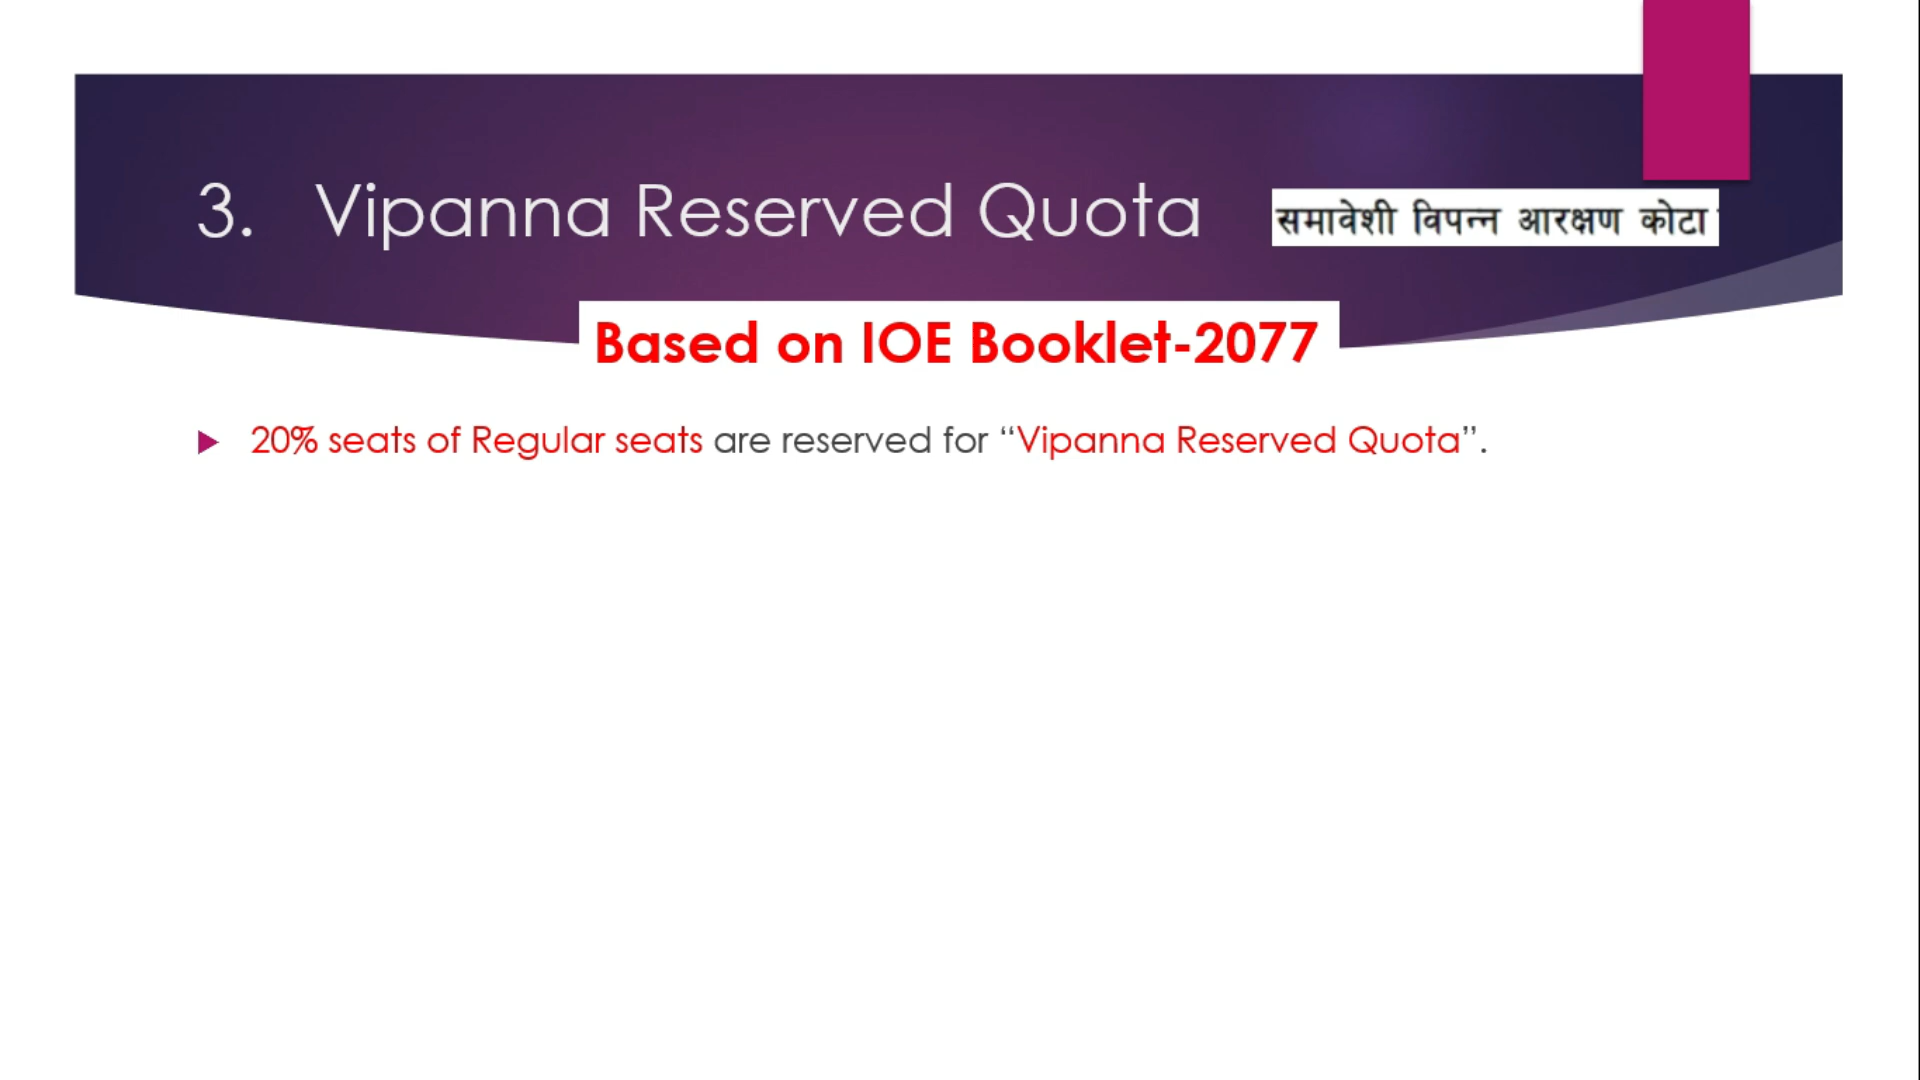 3. Vipanna Reserved Quota
समावेशी विपन्न आरक्षण कोटा
Based on IOE Booklet-2077
20% seats of Regular seats are reserved for “Vipanna Reserved Quota”.